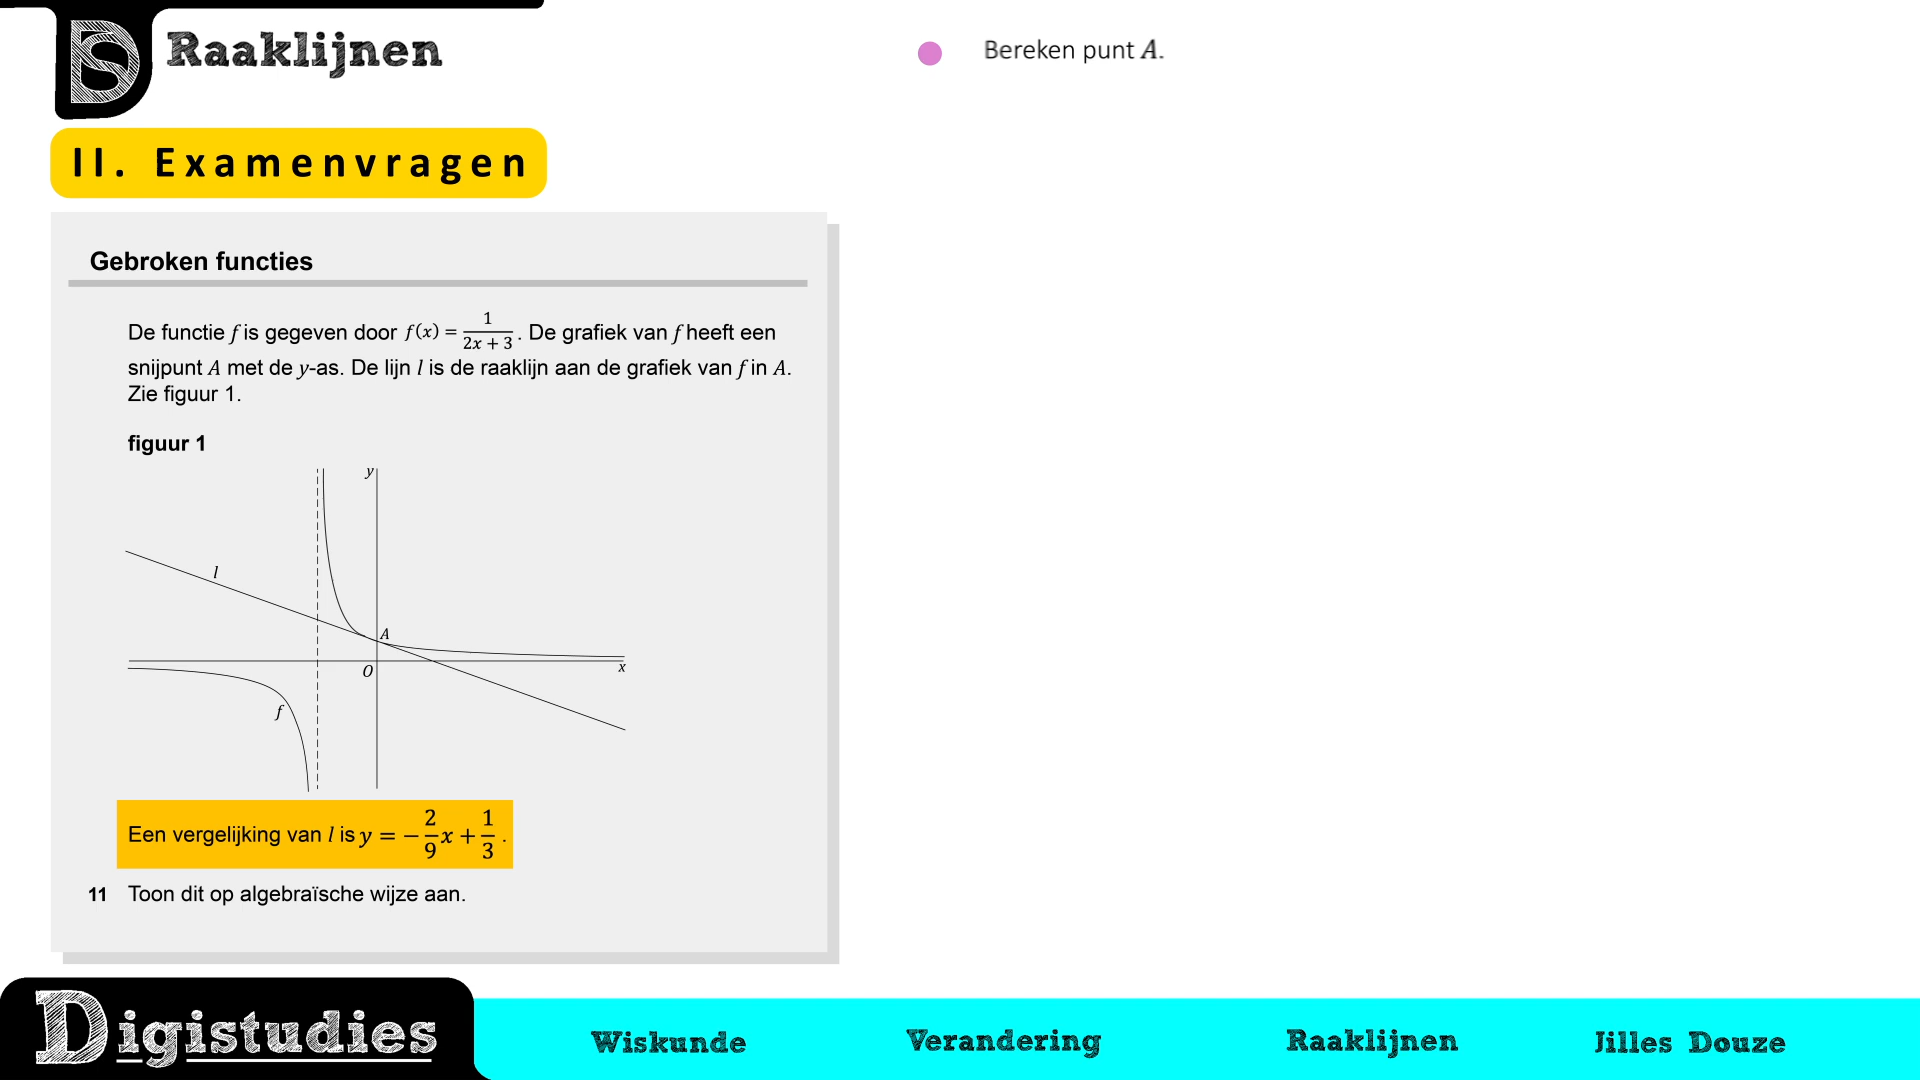 DS
Raaklijnen
Bereken punt A.
II. Examenvragen
Gebroken functies
De functie f is gegeven door f(x) = 1/(2x + 3). De grafiek van f heeft een
snijpunt A met de y-as. De lijn l is de raaklijn aan de grafiek van f in A.
Zie figuur 1.
figuur 1
y
l
A
O
x
f
Een vergelijking van l is y = −2/9 x + 1/3.
11 Toon dit op algebraïsche wijze aan.
Digistudies
Wiskunde
Verandering
Raaklijnen
Jilles Douze